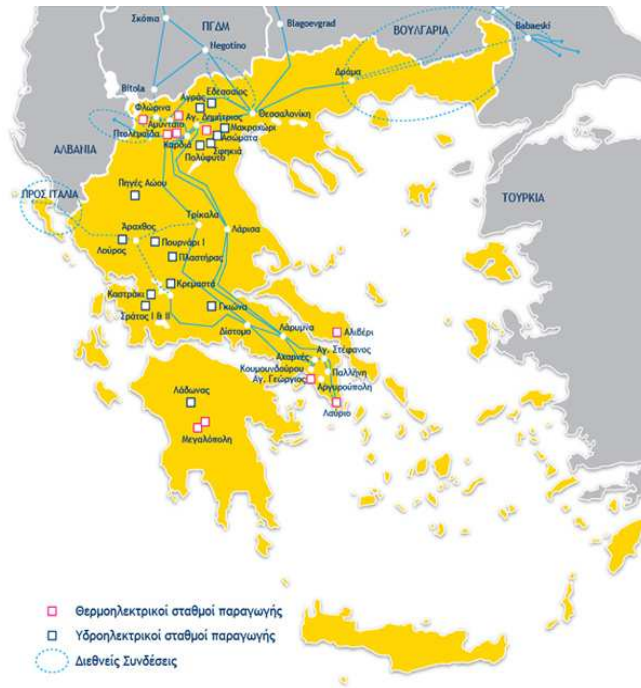 Σκόπια
ΠΓΔΜ
Blagoevgrad
ΒΟΥΛΓΑΡΙΑ
Babaeski
Negotino
Bitola
Δράμα
Εδεσσαίος
Αγράς
Φλώρινα
Θεσσαλονίκη
Αγ. Δημήτριος
Αμύνταιο
Μακροχώρι
Πτολεμαΐδα
Ασώματα
Καρδιά
Σφηκιά
Πολύφυτο
ΑΛΒΑΝΙΑ
ΠΡΟΣ ΙΤΑΛΙΑ
Πηγές Αώου
ΤΟΥΡΚΙΑ
Τρίκαλα
Άραχθος
Λάρισα
Πουρνάρι Ι
Λούρος
Πλαστήρας
Κρεμαστά
Καστράκι
Γκιώνα
Στράτος Ι & ΙΙ
Λάρυμνα
Αλιβέρι
Δίστομο
Αχαρνές
Αγ. Στέφανος
Κουμουνδούρου
Παλλήνη
Αγ. Γεώργιος
Αργυρούπολη
Λαύριο
Λάδωνας
Μεγαλόπολη
Θερμοηλεκτρικοί σταθμοί παραγωγής
Υδροηλεκτρικοί σταθμοί παραγωγής
Διεθνείς Συνδέσεις